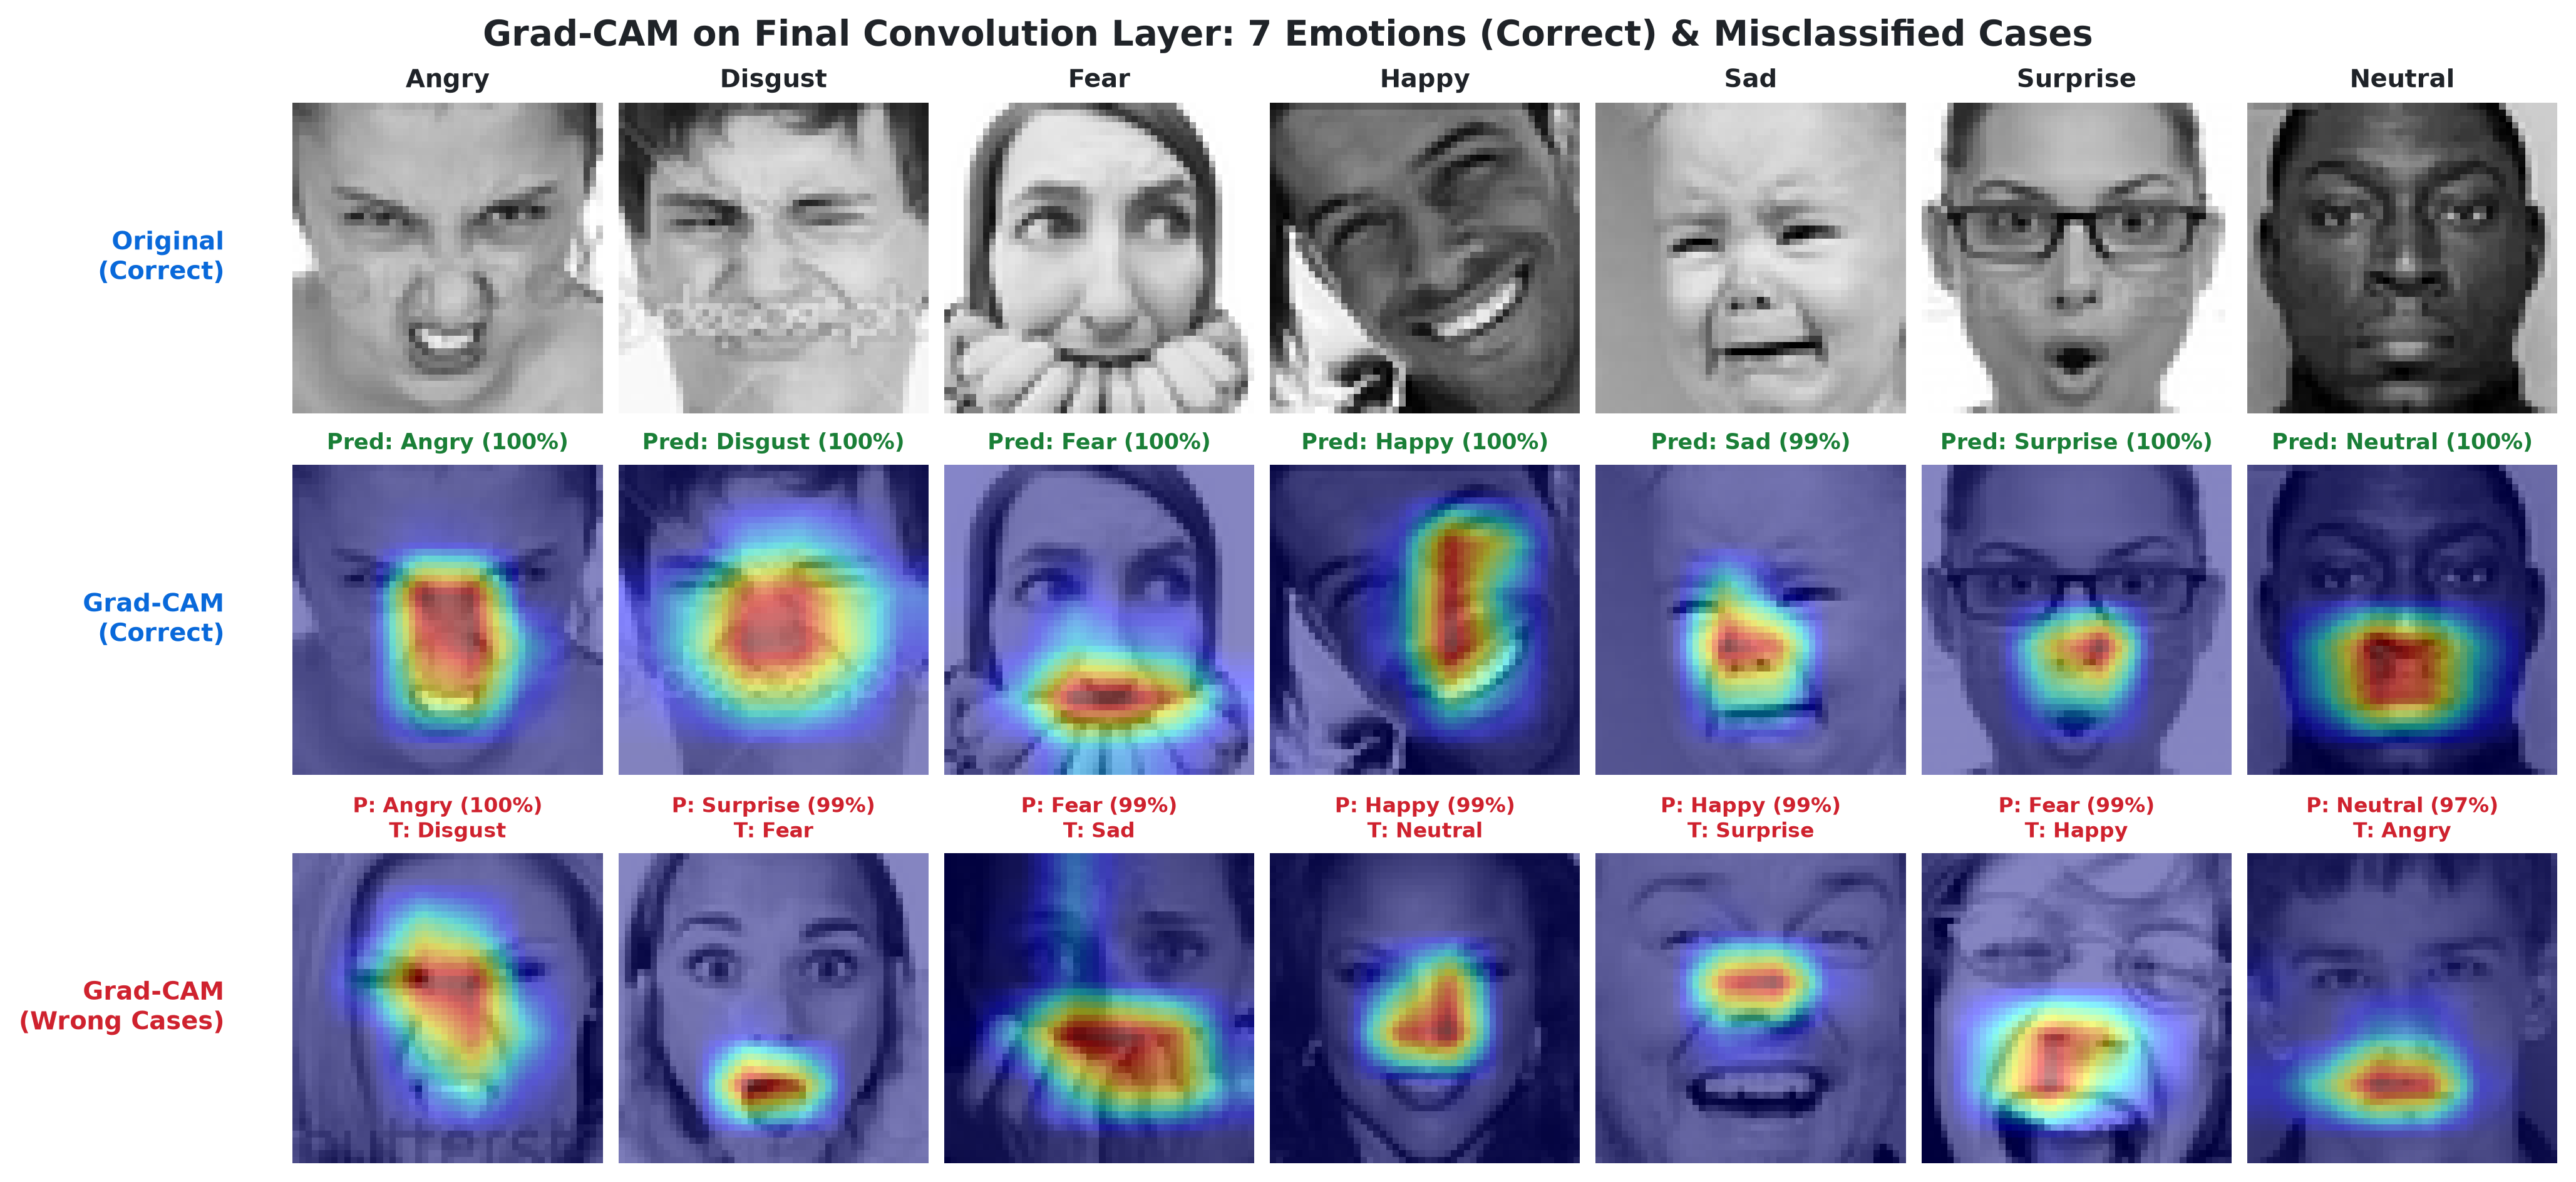 Grad-CAM on Final Convolution Layer: 7 Emotions (Correct) & Misclassified Cases
Angry
Disgust
Fear
Happy
Sad
Surprise
Neutral
Original
(Correct)
Pred: Angry (100%)
Pred: Disgust (100%)
Pred: Fear (100%)
Pred: Happy (100%)
Pred: Sad (99%)
Pred: Surprise (100%)
Pred: Neutral (100%)
Grad-CAM
(Correct)
P: Angry (100%)
T: Disgust
P: Surprise (99%)
T: Fear
P: Fear (99%)
T: Sad
P: Happy (99%)
T: Neutral
P: Happy (99%)
T: Surprise
P: Fear (99%)
T: Happy
P: Neutral (97%)
T: Angry
Grad-CAM
(Wrong Cases)